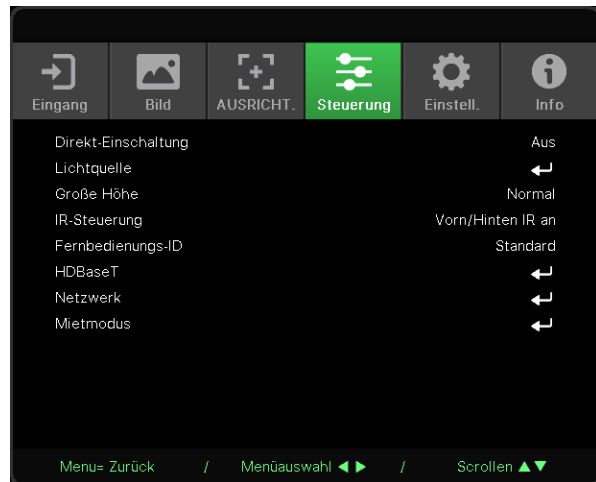 Eingang Bild AUSRICHT. Steuerung Einstell. Info
Direkt-Einschaltung Aus
Lichtquelle
Große Höhe Normal
IR-Steuerung Vorn/Hinten IR an
Fernbedienungs-ID Standard
HDBaseT
Netzwerk
Mietmodus
Menu= Zurück / Menüauswahl ◄ ► / Scrollen ▲▼